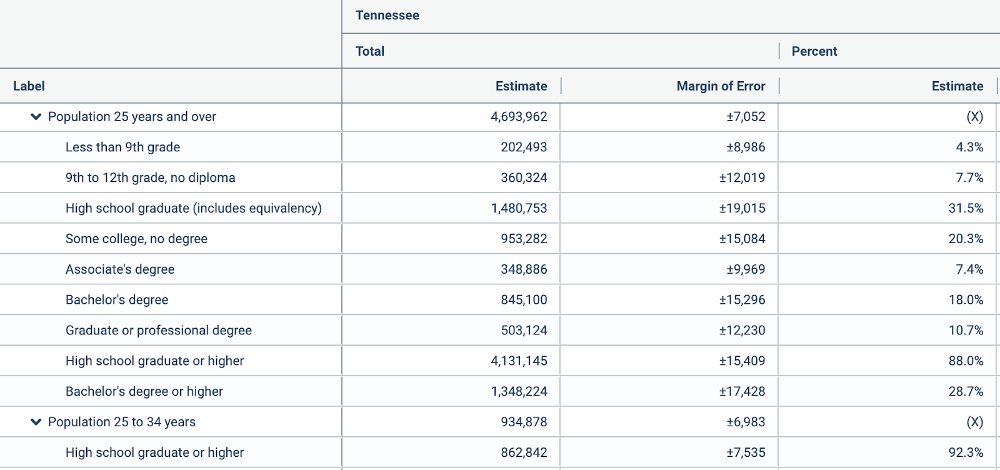 Tennessee
Total Percent
Label Estimate Margin of Error Estimate
Population 25 years and over 4,693,962 ±7,052 (X)
Less than 9th grade 202,493 ±8,986 4.3%
9th to 12th grade, no diploma 360,324 ±12,019 7.7%
High school graduate (includes equivalency) 1,480,753 ±19,015 31.5%
Some college, no degree 953,282 ±15,084 20.3%
Associate's degree 348,886 ±9,969 7.4%
Bachelor's degree 845,100 ±15,296 18.0%
Graduate or professional degree 503,124 ±12,230 10.7%
High school graduate or higher 4,131,145 ±15,409 88.0%
Bachelor's degree or higher 1,348,224 ±17,428 28.7%
Population 25 to 34 years 934,878 ±6,983 (X)
High school graduate or higher 862,842 ±7,535 92.3%